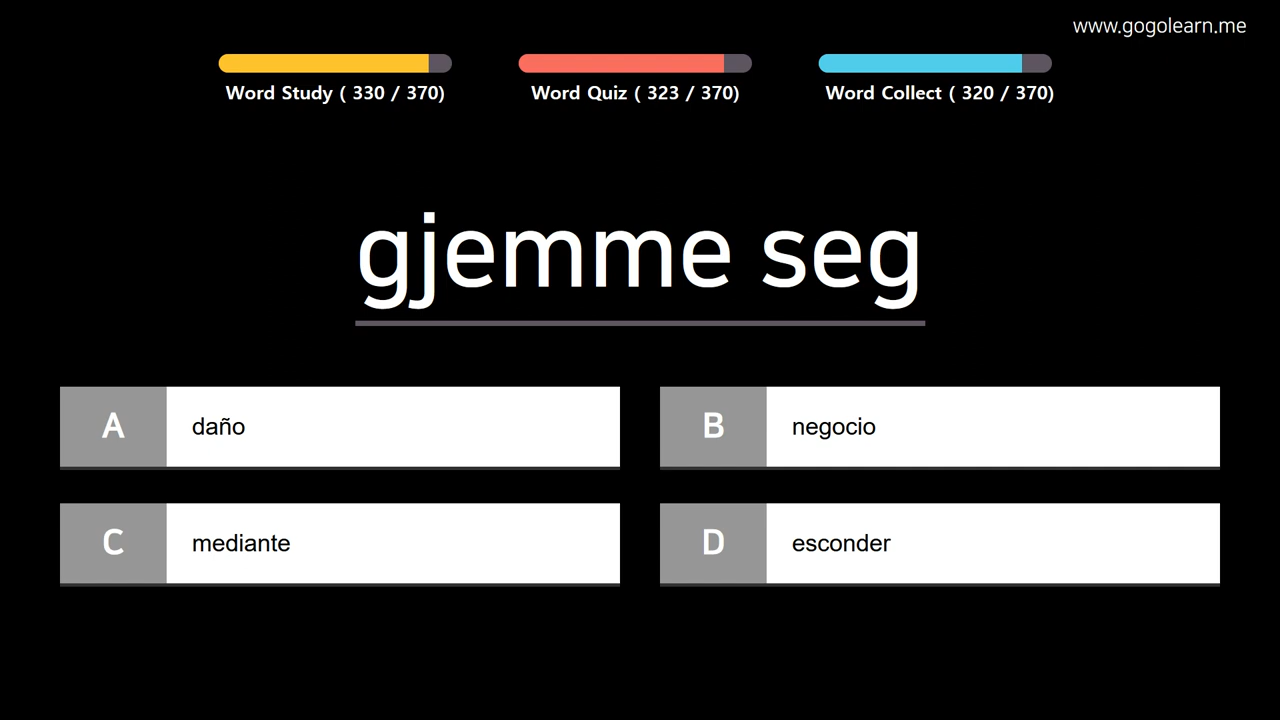 www.gogolearn.me
Word Study ( 330 / 370)
Word Quiz ( 323 / 370)
Word Collect ( 320 / 370)
gjemme seg
A daño
B negocio
C mediante
D esconder